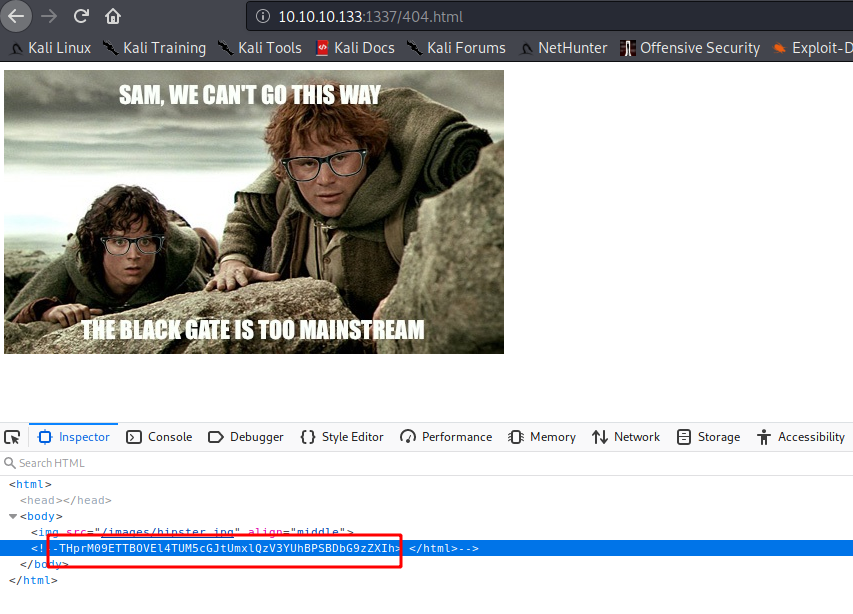 10.10.10.133:1337/404.html
Kali Linux Kali Training Kali Tools Kali Docs Kali Forums NetHunter Offensive Security Exploit-D
SAM, WE CAN'T GO THIS WAY
THE BLACK GATE IS TOO MAINSTREAM
Inspector Console Debugger Style Editor Performance Memory Network Storage Accessibility
Search HTML
<html>
<head></head>
<body>
<img src="/images/hipster.jpg" align="middle">
<!--THprM09ETTBOVEl4TUM5cGJtUmxlQzV3YUhBPSBDbG9zZXIh> </html>-->
</body>
</html>